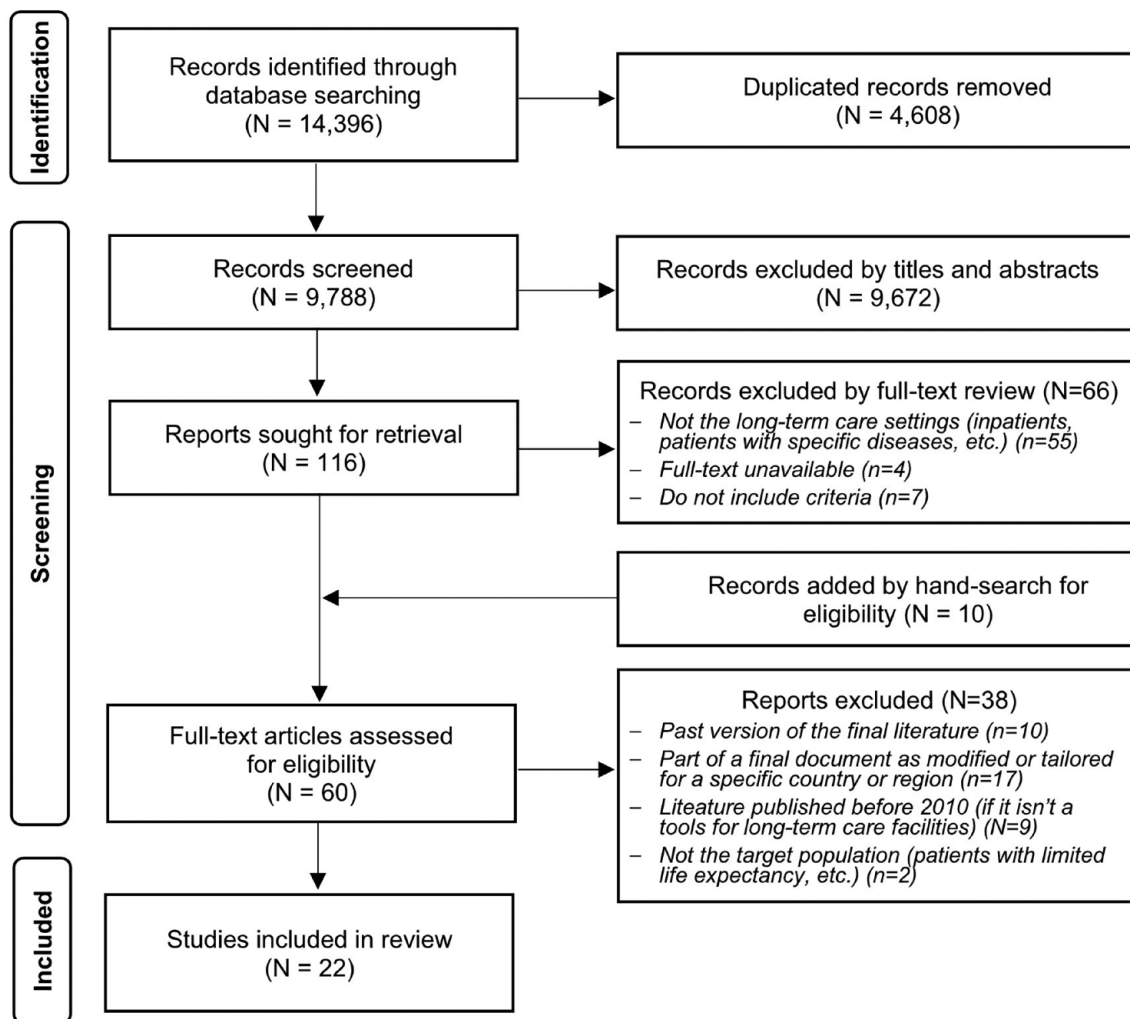 Identification
Records identified through
database searching
(N = 14,396)
Duplicated records removed
(N = 4,608)
Screening
Records screened
(N = 9,788)
Records excluded by titles and abstracts
(N = 9,672)
Reports sought for retrieval
(N = 116)
Records excluded by full-text review (N=66)
– Not the long-term care settings (inpatients,
patients with specific diseases, etc.) (n=55)
– Full-text unavailable (n=4)
– Do not include criteria (n=7)
Records added by hand-search for
eligibility (N = 10)
Full-text articles assessed
for eligibility
(N = 60)
Reports excluded (N=38)
– Past version of the final literature (n=10)
– Part of a final document as modified or tailored
for a specific country or region (n=17)
– Liteature published before 2010 (if it isn't a
tools for long-term care facilities) (N=9)
– Not the target population (patients with limited
life expectancy, etc.) (n=2)
Included
Studies included in review
(N = 22)